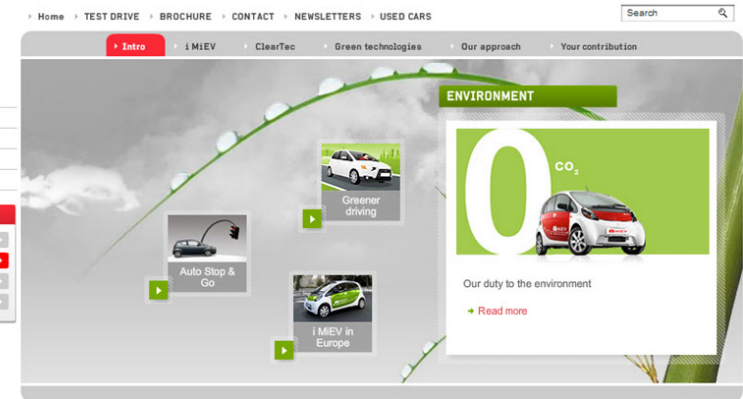 Home TEST DRIVE BROCHURE CONTACT NEWSLETTERS USED CARS
Search
Intro i MiEV ClearTec Green technologies Our approach Your contribution
ENVIRONMENT
0 CO₂
Greener
driving
Auto Stop &
Go
i MiEV in
Europe
Our duty to the environment
Read more